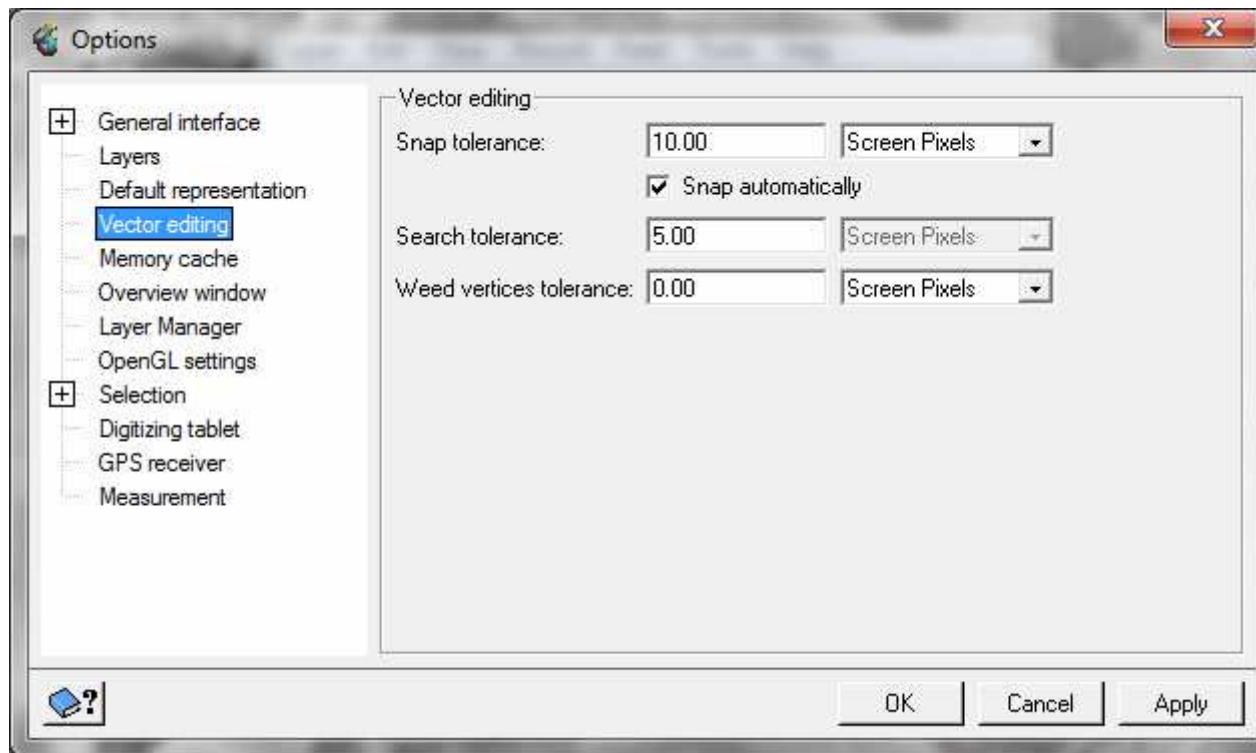 Options
X
General interface
Layers
Default representation
Vector editing
Memory cache
Overview window
Layer Manager
OpenGL settings
Selection
Digitizing tablet
GPS receiver
Measurement
Vector editing
Snap tolerance: 10.00 Screen Pixels
Snap automatically
Search tolerance: 5.00 Screen Pixels
Weed vertices tolerance: 0.00 Screen Pixels
?
OK Cancel Apply